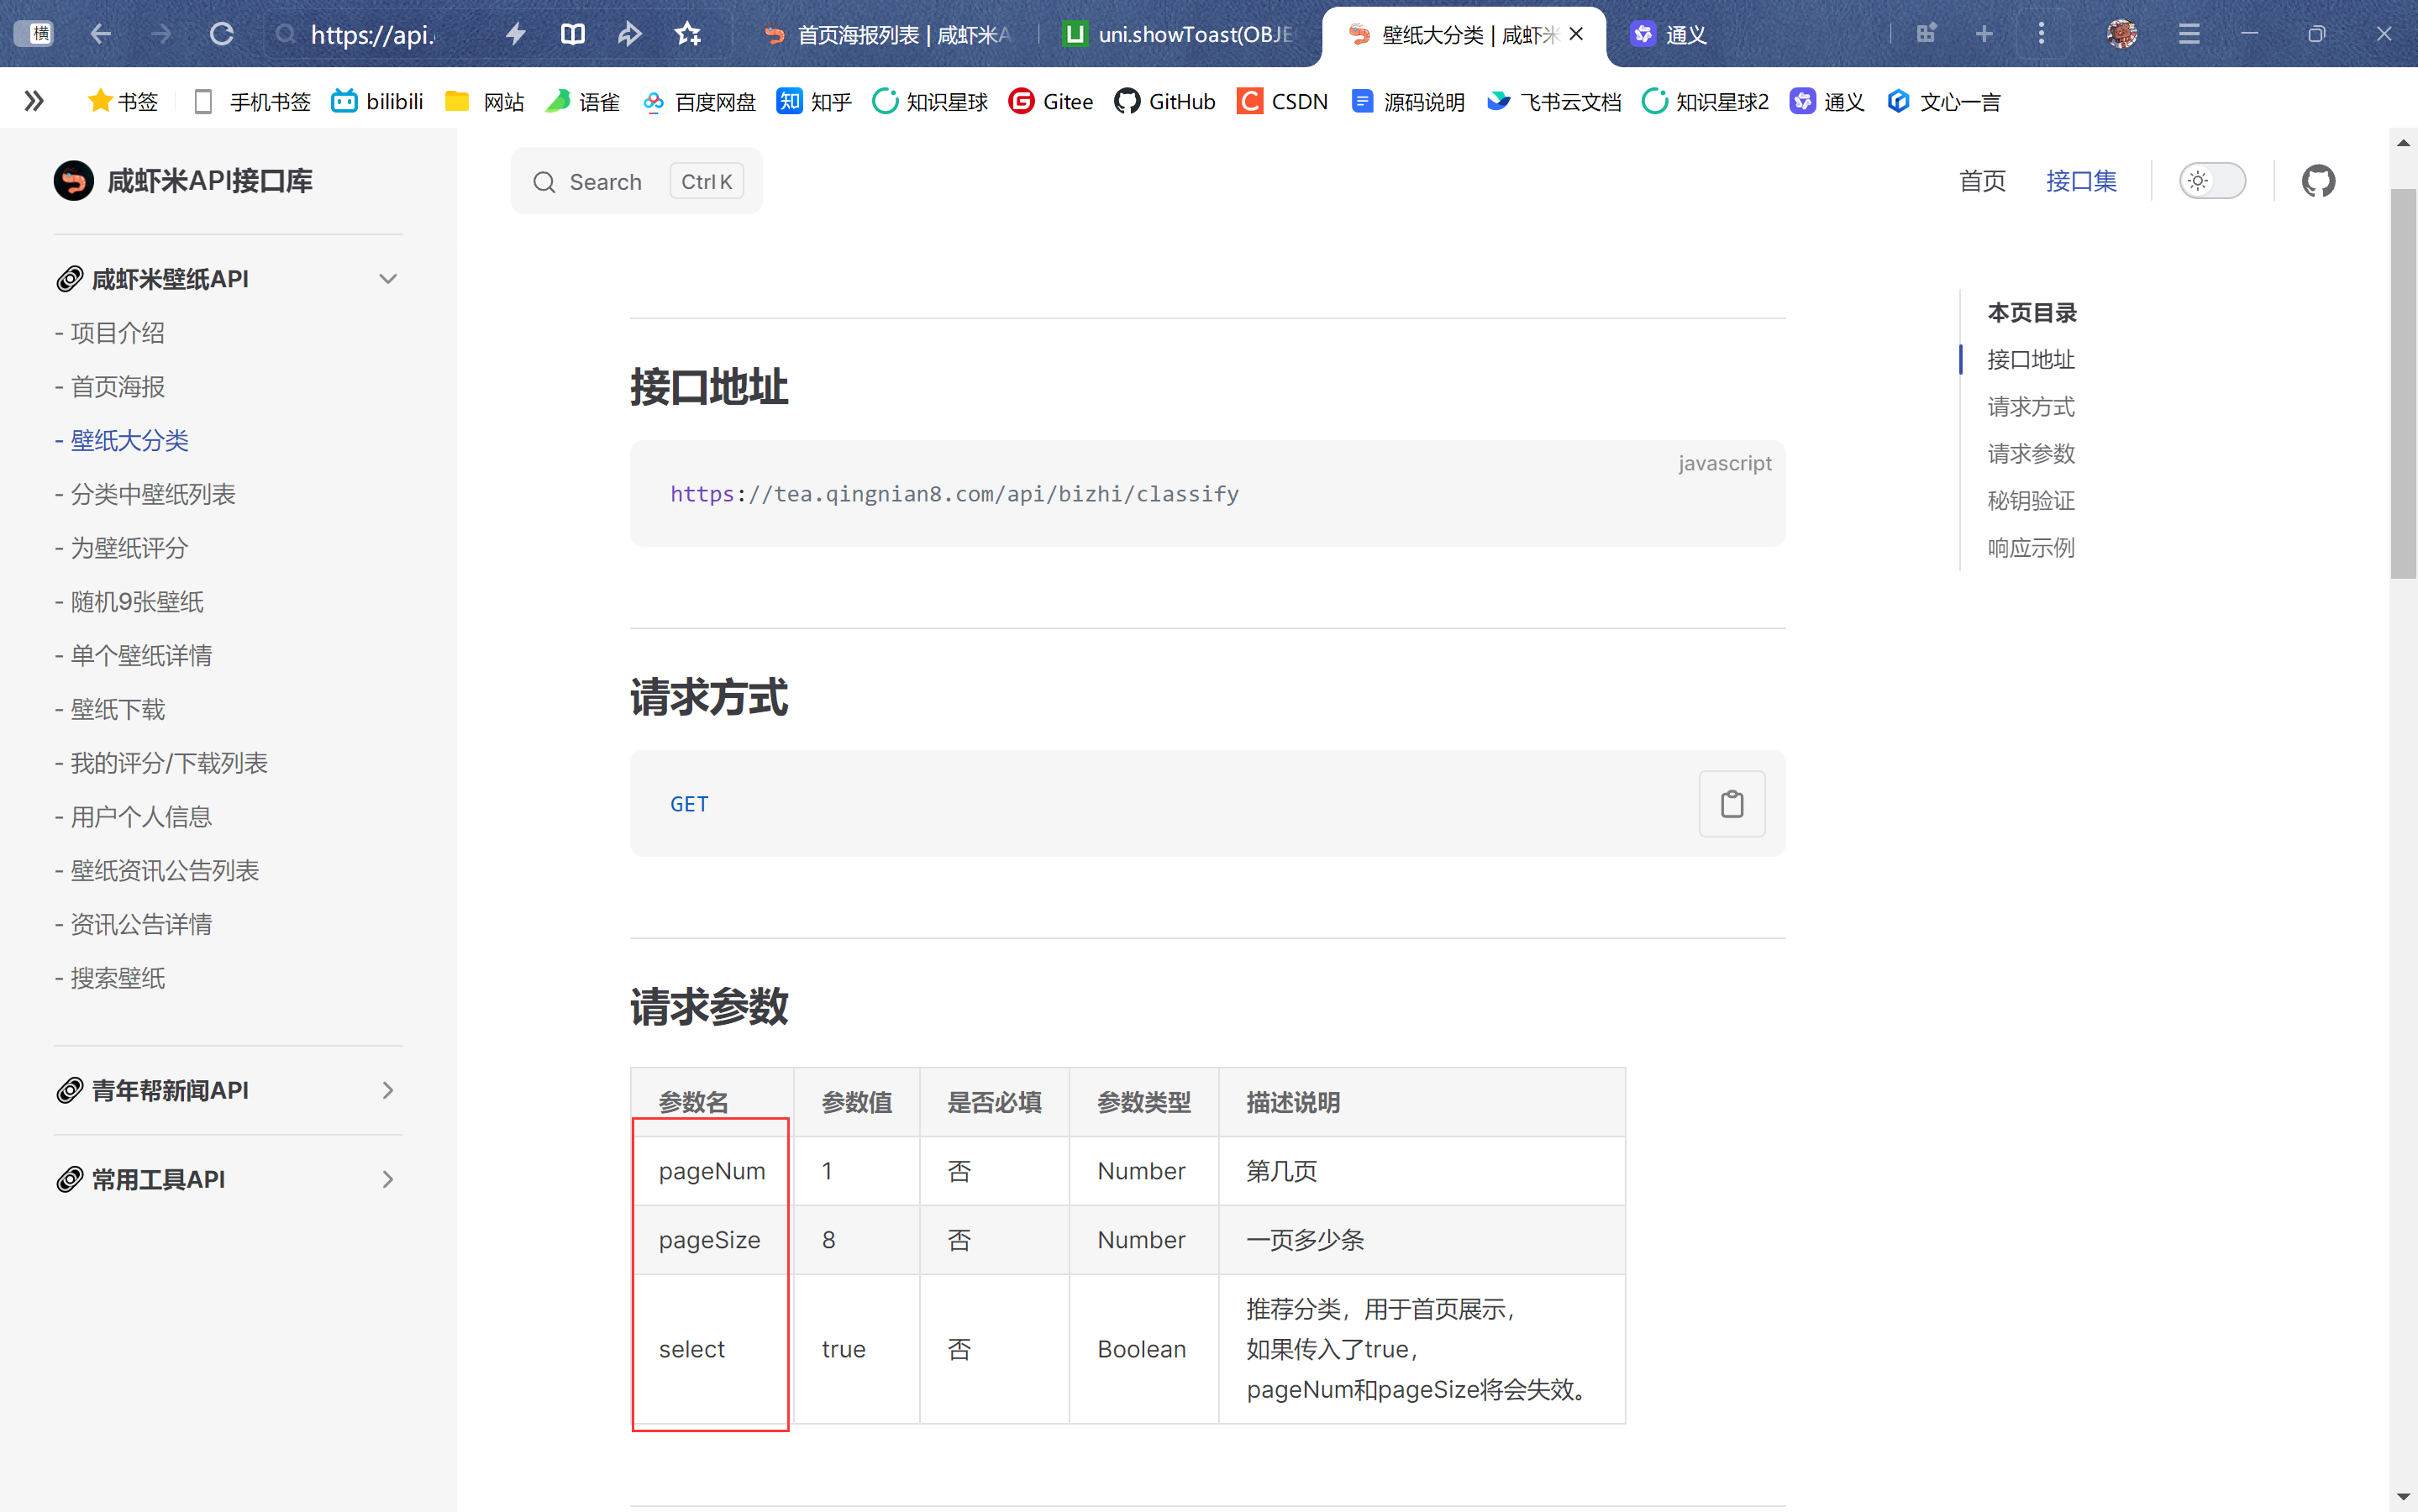 横
https://api.
首页海报列表 | 咸虾米A
uni.showToast(OBJE
壁纸大分类 | 咸虾米
通义
书签
手机书签
bilibili
网站
语雀
百度网盘
知 知乎
知识星球
Gitee
GitHub
CSDN
源码说明
飞书云文档
知识星球2
通义
文心一言
咸虾米API接口库
Search
Ctrl K
首页
接口集
咸虾米壁纸API
- 项目介绍
- 首页海报
- 壁纸大分类
- 分类中壁纸列表
- 为壁纸评分
- 随机9张壁纸
- 单个壁纸详情
- 壁纸下载
- 我的评分/下载列表
- 用户个人信息
- 壁纸资讯公告列表
- 资讯公告详情
- 搜索壁纸
青年帮新闻API
常用工具API
接口地址
javascript
https://tea.qingnian8.com/api/bizhi/classify
请求方式
GET
请求参数
参数名 参数值 是否必填 参数类型 描述说明
pageNum 1 否 Number 第几页
pageSize 8 否 Number 一页多少条
select true 否 Boolean 推荐分类，用于首页展示，
如果传入了true，
pageNum和pageSize将会失效。
本页目录
接口地址
请求方式
请求参数
秘钥验证
响应示例